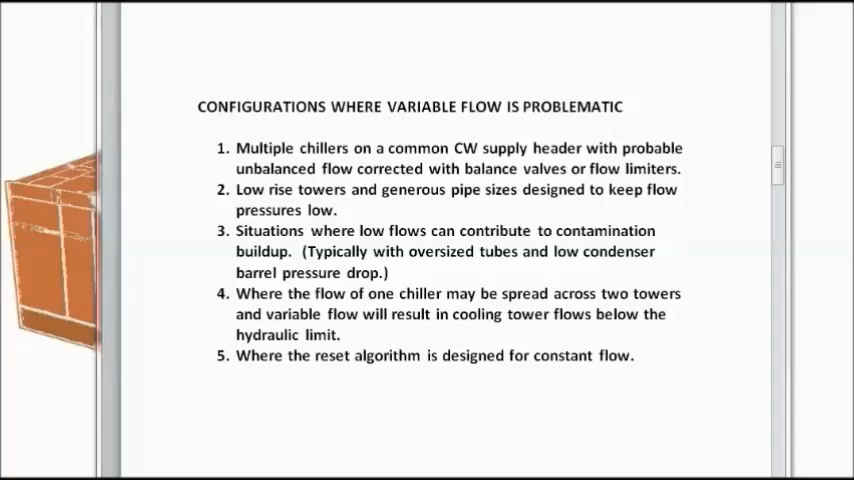 CONFIGURATIONS WHERE VARIABLE FLOW IS PROBLEMATIC
1. Multiple chillers on a common CW supply header with probable
unbalanced flow corrected with balance valves or flow limiters.
2. Low rise towers and generous pipe sizes designed to keep flow
pressures low.
3. Situations where low flows can contribute to contamination
buildup. (Typically with oversized tubes and low condenser
barrel pressure drop.)
4. Where the flow of one chiller may be spread across two towers
and variable flow will result in cooling tower flows below the
hydraulic limit.
5. Where the reset algorithm is designed for constant flow.